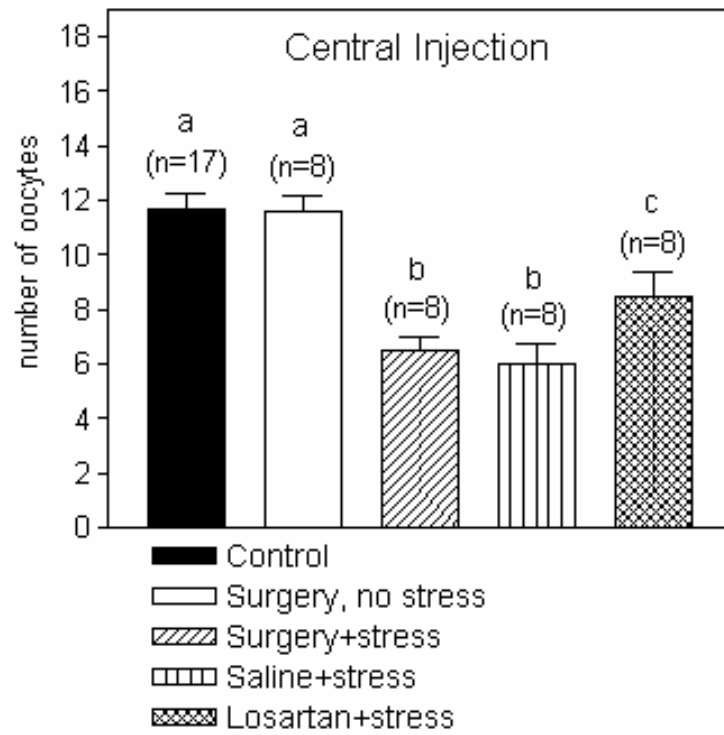 Central Injection
number of oocytes
18
16
14
12
10
8
6
4
2
0
a
(n=17)
a
(n=8)
b
(n=8)
b
(n=8)
c
(n=8)
Control
Surgery, no stress
Surgery+stress
Saline+stress
Losartan+stress